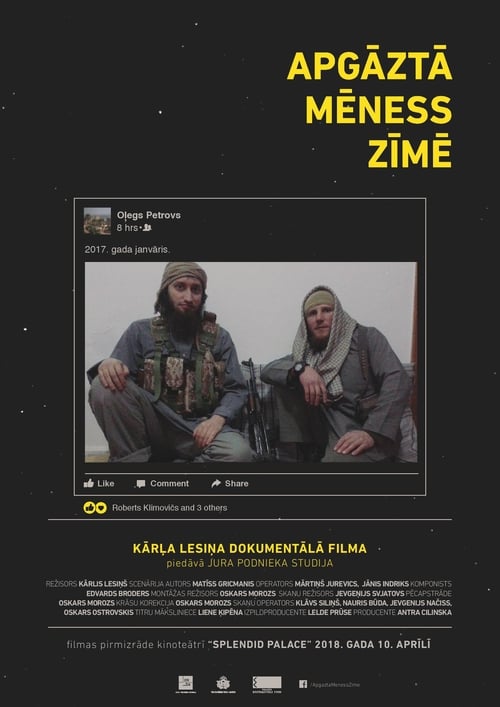 APGĀZTĀ
MĒNESS
ZĪMĒ
Oļegs Petrovs
8 hrs
2017. gada janvāris.
Like Comment Share
Roberts Klimovičs and 3 others
KĀRĻA LESIŅA DOKUMENTĀLĀ FILMA
piedāvā JURA PODNIEKA STUDIJA
REŽISORS KĀRLIS LESIŅŠ SCENĀRIJA AUTORS MATĪSS GRICMANIS OPERATORS MĀRTIŅŠ JUREVICS, JĀNIS INDRIKS KOMPONISTS
EDVARDS BRODERS MONTĀŽAS REŽISORS OSKARS MOROZS SKAŅU REŽISORS JEVGEŅIJS SVJATOVS PĒCAPSTRĀDE
OSKARS MOROZS KRĀSU KOREKCIJA OSKARS MOROZS SKAŅU OPERATORS KLĀVS SILIŅŠ, NAURIS BŪDA, JEVGENIJS NAČISS,
OSKARS OSTROVSKIS TITRU MĀKSLINIECE LIENE ĶIPĒNA IZPILDPRODUCENTE LELDE PRŪSE PRODUCENTE ANTRA CILINSKA
filmas pirmizrāde kinoteātrī "SPLENDID PALACE" 2018. GADA 10. APRĪLĪ
/ApgaztaMenessZime